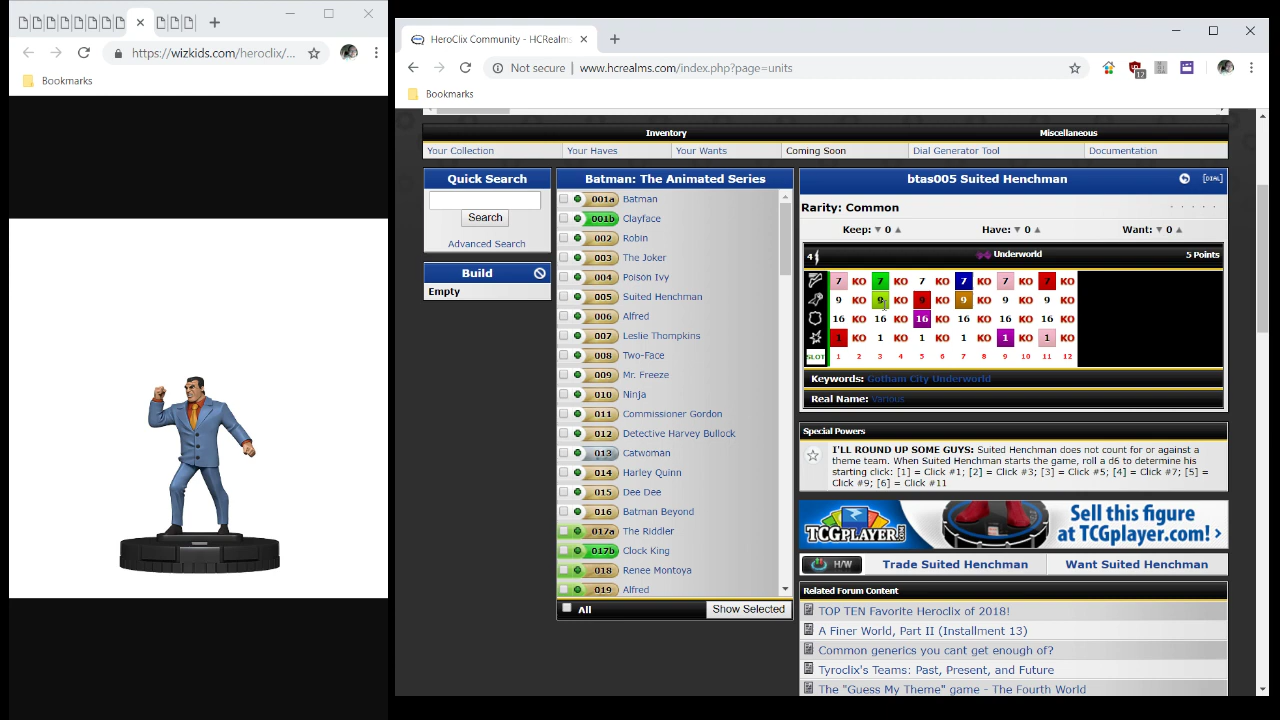 https://wizkids.com/heroclix/...
Bookmarks
HeroClix Community - HCRealms
Not secure
www.hcrealms.com/index.php?page=units
12
Bookmarks
Inventory
Miscellaneous
Your Collection
Your Haves
Your Wants
Coming Soon
Dial Generator Tool
Documentation
Quick Search
Search
Advanced Search
Build
Empty
Batman: The Animated Series
001a Batman
001b Clayface
002 Robin
003 The Joker
004 Poison Ivy
005 Suited Henchman
006 Alfred
007 Leslie Thompkins
008 Two-Face
009 Mr. Freeze
010 Ninja
011 Commissioner Gordon
012 Detective Harvey Bullock
013 Catwoman
014 Harley Quinn
015 Dee Dee
016 Batman Beyond
017a The Riddler
017b Clock King
018 Renee Montoya
019 Alfred
All
Show Selected
btas005 Suited Henchman
[DIAL]
Rarity: Common
Keep: ▼ 0 ▲
Have: ▼ 0 ▲
Want: ▼ 0 ▲
4
Underworld
5 Points
7 KO 7 KO 7 KO 7 KO 7 KO 7 KO
9 KO 9 KO 9 KO 9 KO 9 KO 9 KO
16 KO 16 KO 16 KO 16 KO 16 KO 16 KO
1 KO 1 KO 1 KO 1 KO 1 KO 1 KO
SLOT 1 2 3 4 5 6 7 8 9 10 11 12
Keywords: Gotham City Underworld
Real Name: Various
Special Powers
I'LL ROUND UP SOME GUYS: Suited Henchman does not count for or against a
theme team. When Suited Henchman starts the game, roll a d6 to determine his
starting click: [1] = Click #1; [2] = Click #3; [3] = Click #5; [4] = Click #7; [5] =
Click #9; [6] = Click #11
TCGPLAYER.com
Sell this figure
at TCGplayer.com! ›
H/W
Trade Suited Henchman
Want Suited Henchman
Related Forum Content
TOP TEN Favorite Heroclix of 2018!
A Finer World, Part II (Installment 13)
Common generics you cant get enough of?
Tyroclix's Teams: Past, Present, and Future
The "Guess My Theme" game - The Fourth World